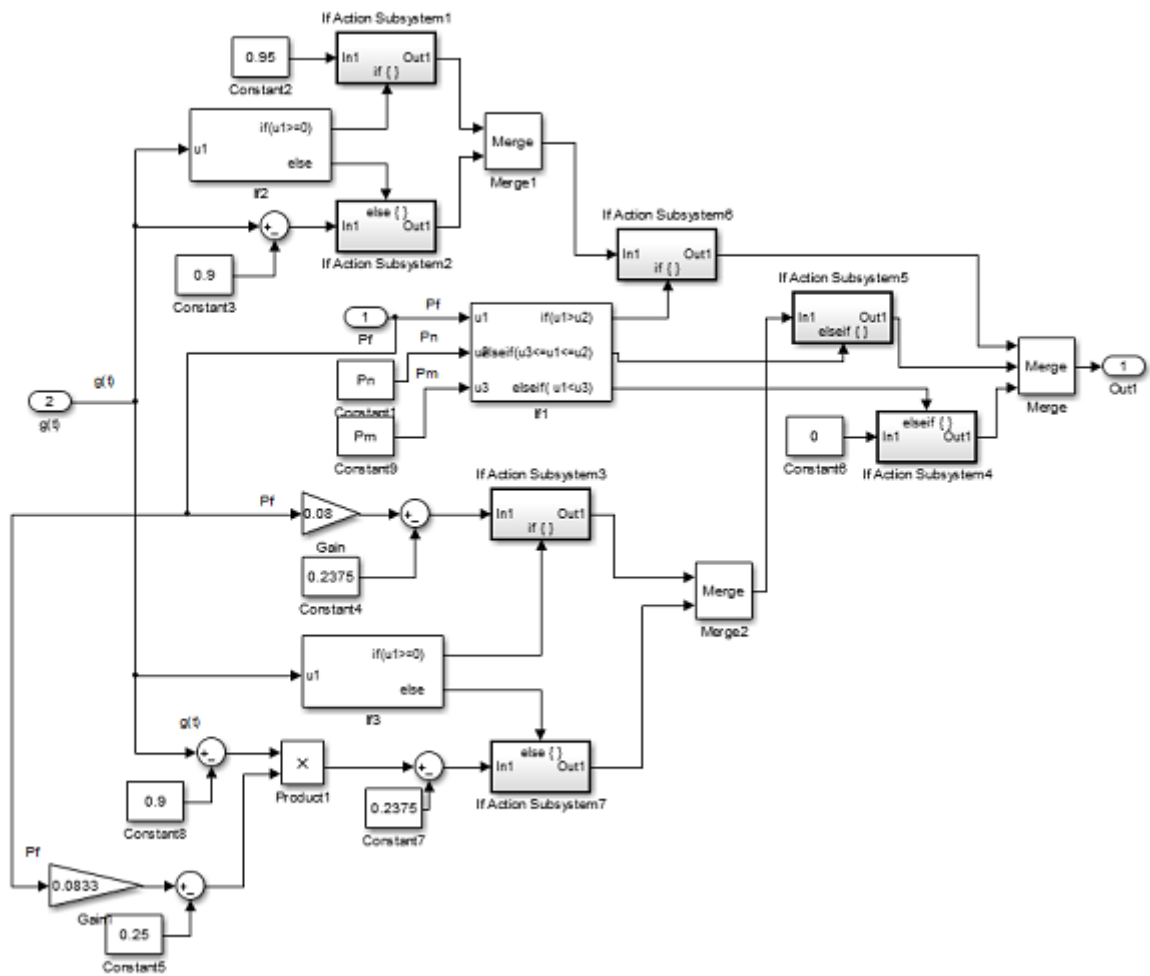 If Action Subsystem1
0.95
In1 Out1
if { }
Constant2
if(u1>=0)
u1
else
Merge
If2
Merge1
else { }
In1 Out1
If Action Subsystem2
0.9
Constant3
If Action Subsystem6
In1 Out1
if { }
If Action Subsystem5
In1 Out1
elseif { }
1
Pf
Pf
u1 if(u1>u2)
Pn
elseif(u3<=u1<=u2)
Pn
Constant1
Pm
u3 elseif( u1<u3)
If1
Pm
Constant9
g(t)
2
g(t)
Merge
Merge
1
Out1
0
Constant6
elseif { }
In1 Out1
If Action Subsystem4
If Action Subsystem3
In1 Out1
if { }
Pf
0.08
Gain
0.2375
Constant4
Merge
Merge2
if(u1>=0)
u1
else
If3
g(t)
0.9
Constant8
×
Product1
0.2375
Constant7
else { }
In1 Out1
If Action Subsystem7
Pf
0.0833
0.25
Constant5